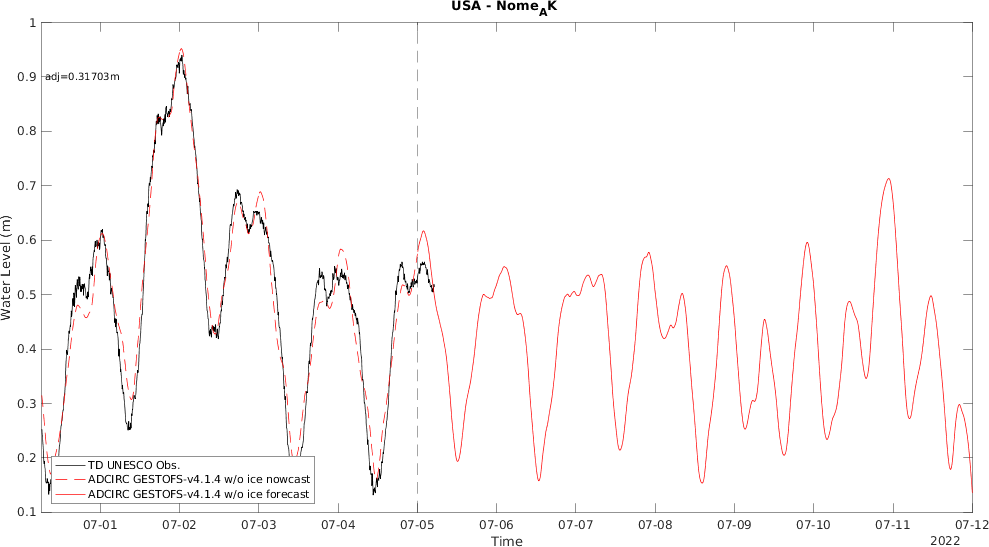 USA - Nome_AK
1
0.9
0.8
0.7
0.6
0.5
0.4
0.3
0.2
0.1
Water Level (m)
adj=0.31703m
TD UNESCO Obs.
ADCIRC GESTOFS-v4.1.4 w/o ice nowcast
ADCIRC GESTOFS-v4.1.4 w/o ice forecast
07-01 07-02 07-03 07-04 07-05 07-06 07-07 07-08 07-09 07-10 07-11 07-12
Time
2022